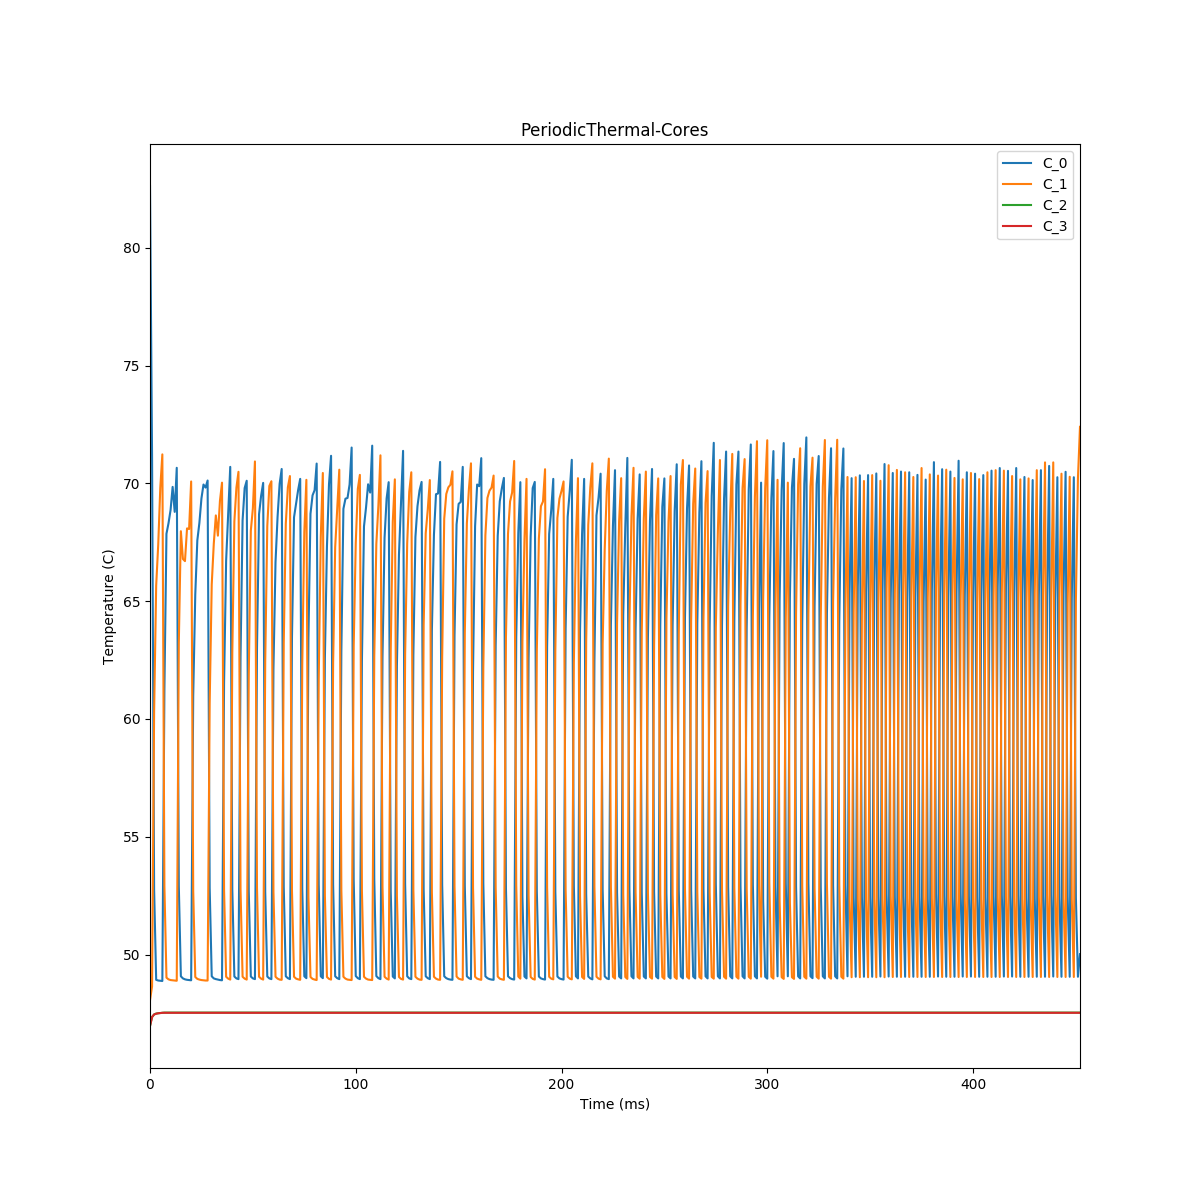 PeriodicThermal-Cores
C_0
C_1
C_2
C_3
Temperature (C)
80
75
70
65
60
55
50
0 100 200 300 400
Time (ms)